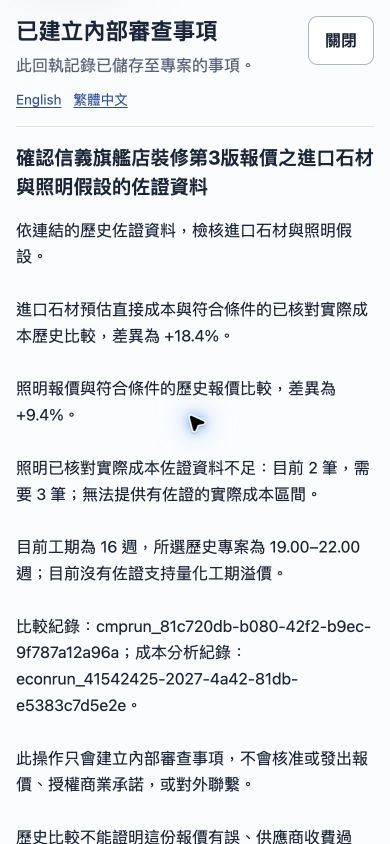 已建立內部審查事項
關閉
此回執記錄已儲存至專案的事項。
English 繁體中文
確認信義旗艦店裝修第3版報價之進口石材
與照明假設的佐證資料
依連結的歷史佐證資料，檢核進口石材與照明假
設。
進口石材預估直接成本與符合條件的已核對實際成
本歷史比較，差異為 +18.4%。
照明報價與符合條件的歷史報價比較，差異為
+9.4%。
照明已核對實際成本佐證資料不足：目前 2 筆，需
要 3 筆；無法提供有佐證的實際成本區間。
目前工期為 16 週，所選歷史專案為 19.00–22.00
週；目前沒有佐證支持量化工期溢價。
比較紀錄：cmprun_81c720db-b080-42f2-b9ec-
9f787a12a96a；成本分析紀錄：
econrun_41542425-2027-4a42-81db-
e5383c7d5e2e。
此操作只會建立內部審查事項，不會核准或發出報
價、授權商業承諾，或對外聯繫。
歷史比較不能證明這份報價有誤、供應商收費過